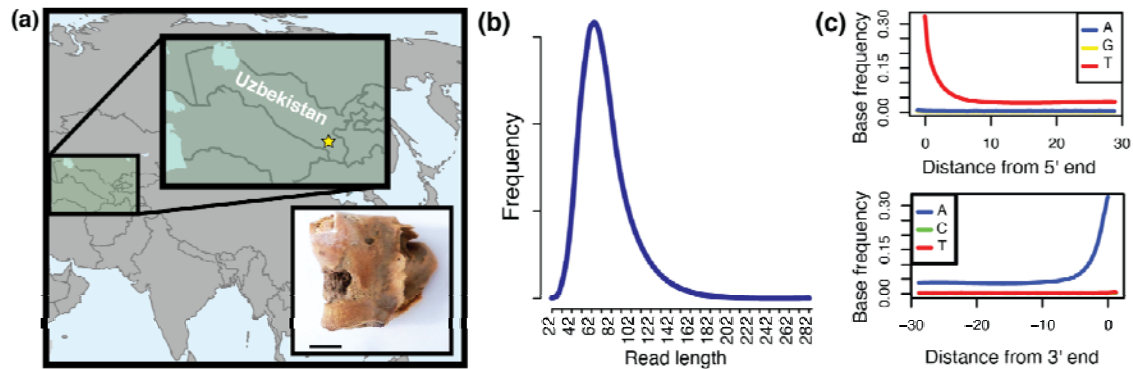 (a)
Uzbekistan
(b)
Frequency
22
42
62
82
102
122
142
162
182
202
222
242
262
282
Read length
(c)
Base frequency
0.30
0.15
0.00
A
G
T
0
10
20
30
Distance from 5' end
Base frequency
0.30
0.15
0.00
A
C
T
−30
−20
−10
0
Distance from 3' end